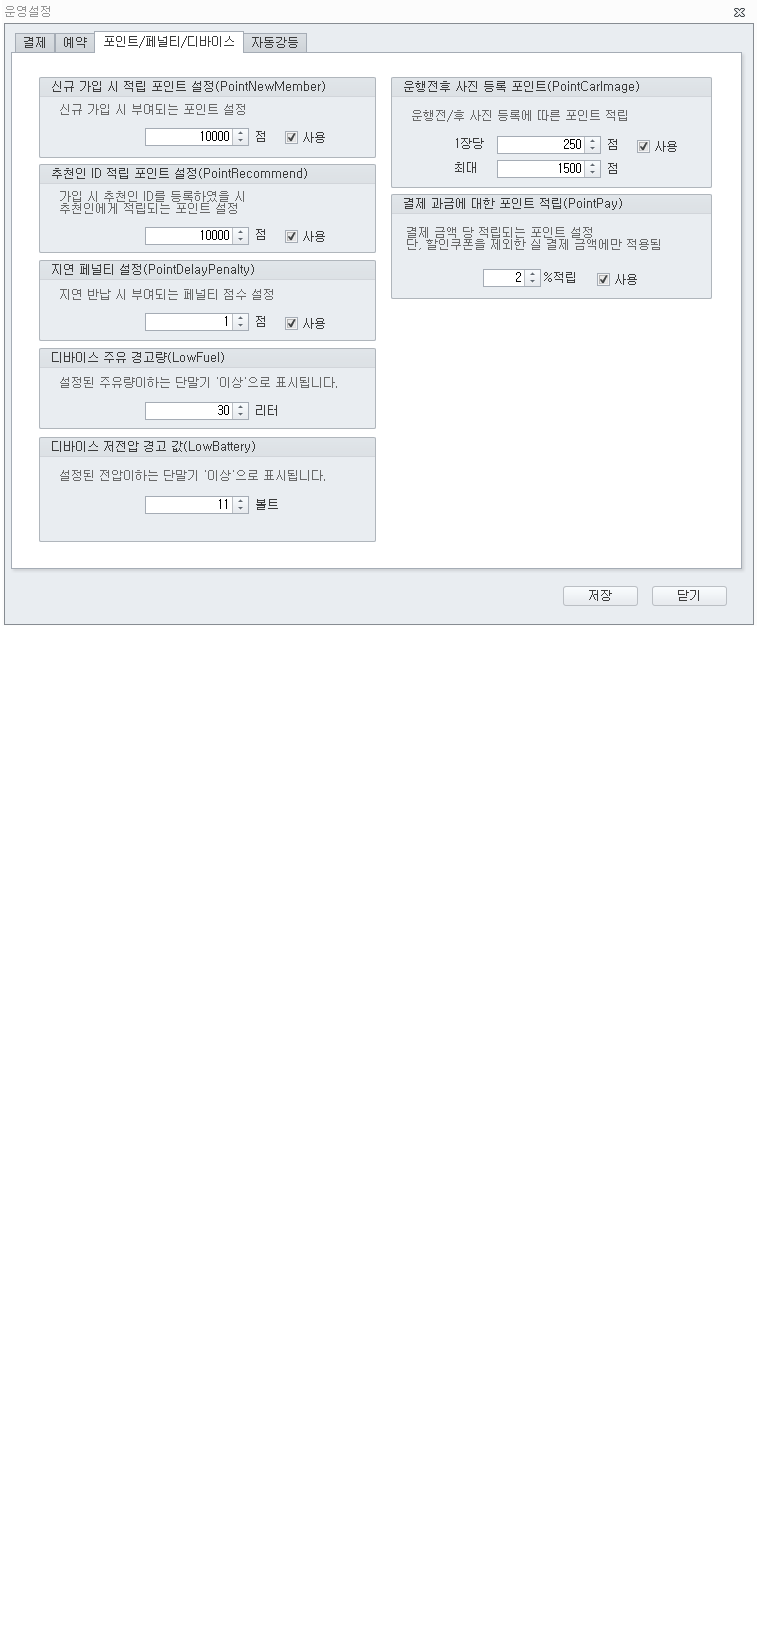 운영설정
결제 예약 포인트/페널티/디바이스 자동강등
신규 가입 시 적립 포인트 설정(PointNewMember)
신규 가입 시 부여되는 포인트 설정
10000 점 사용
추천인 ID 적립 포인트 설정(PointRecommend)
가입 시 추천인 ID를 등록하였을 시
추천인에게 적립되는 포인트 설정
10000 점 사용
지연 페널티 설정(PointDelayPenalty)
지연 반납 시 부여되는 페널티 점수 설정
1 점 사용
디바이스 주유 경고량(LowFuel)
설정된 주유량이하는 단말기 '이상'으로 표시됩니다.
30 리터
디바이스 저전압 경고 값(LowBattery)
설정된 전압이하는 단말기 '이상'으로 표시됩니다.
11 볼트
운행전후 사진 등록 포인트(PointCarImage)
운행전/후 사진 등록에 따른 포인트 적립
1장당 250 점 사용
최대 1500 점
결제 과금에 대한 포인트 적립(PointPay)
결제 금액 당 적립되는 포인트 설정
단, 할인쿠폰을 제외한 실 결제 금액에만 적용됨
2 %적립 사용
저장 닫기